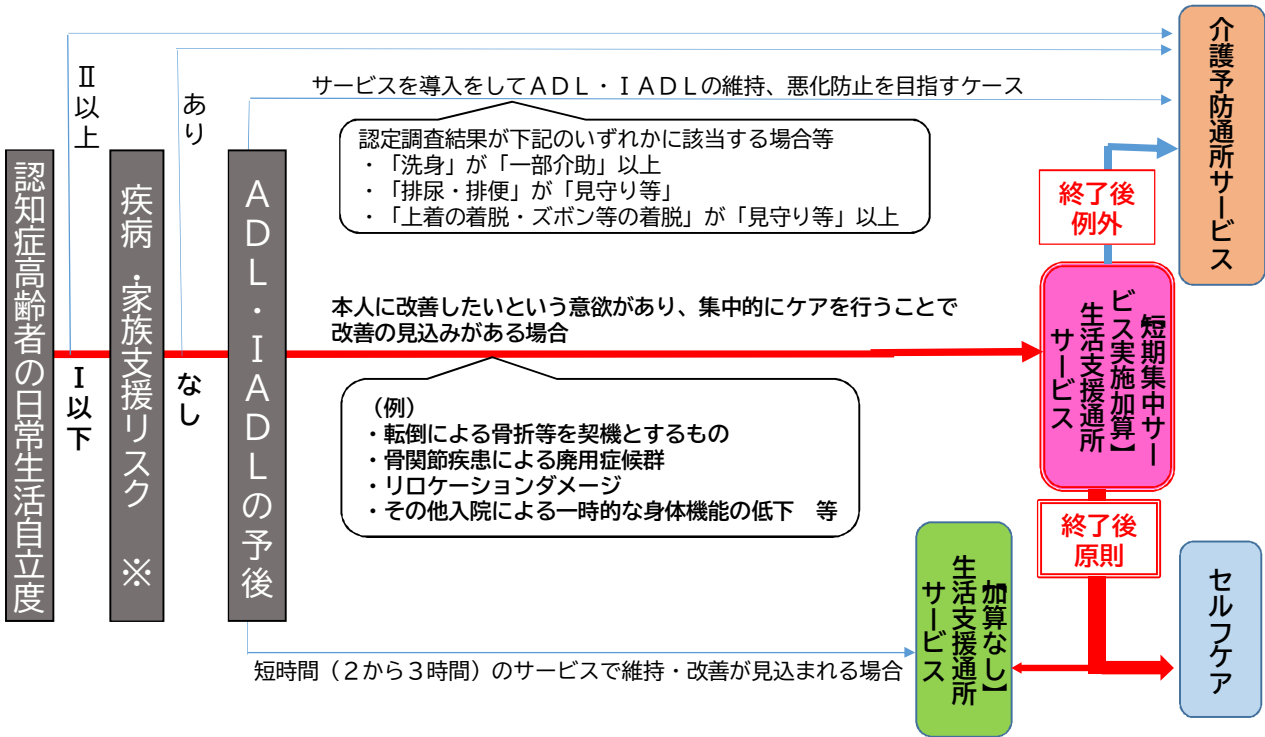 認知症高齢者の日常生活自立度
Ⅱ以上
Ⅰ以下
疾病・家族支援リスク　※
あり
なし
ＡＤＬ・ＩＡＤＬの予後
サービスを導入をしてＡＤＬ・ＩＡＤＬの維持、悪化防止を目指すケース
認定調査結果が下記のいずれかに該当する場合等
・「洗身」が「一部介助」以上
・「排尿・排便」が「見守り等」
・「上着の着脱・ズボン等の着脱」が「見守り等」以上
本人に改善したいという意欲があり、集中的にケアを行うことで
改善の見込みがある場合
（例）
・転倒による骨折等を契機とするもの
・骨関節疾患による廃用症候群
・リロケーションダメージ
・その他入院による一時的な身体機能の低下　等
短時間（２から３時間）のサービスで維持・改善が見込まれる場合
介護予防通所サービス
終了後
例外
【短期集中サー
ビス実施加算】
生活支援通所
サービス
終了後
原則
【加算なし】
生活支援通所
サービス
セルフケア